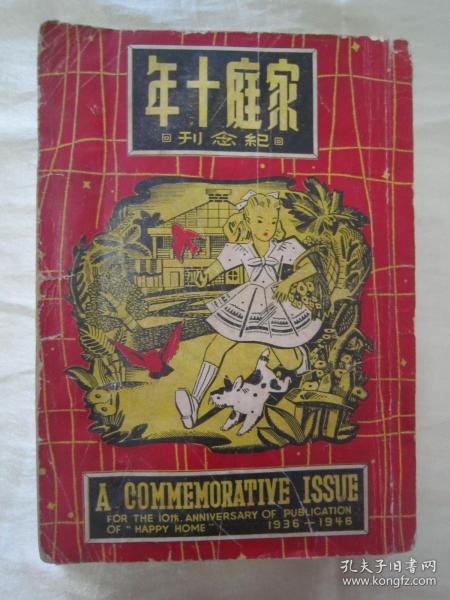 家庭十年
紀念刊
A COMMEMORATIVE ISSUE
FOR THE 10th. ANNIVERSARY OF PUBLICATION
OF "HAPPY HOME" 1936-1946
孔夫子旧书网
www.kongfz.com